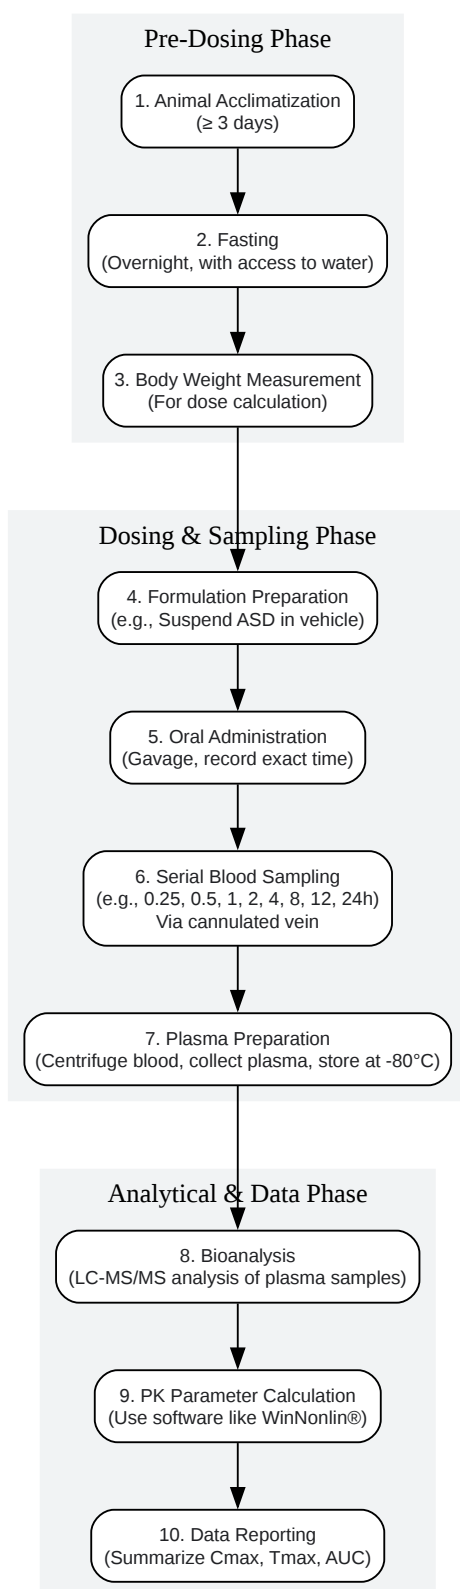 Pre-Dosing Phase
1. Animal Acclimatization
(≥ 3 days)
2. Fasting
(Overnight, with access to water)
3. Body Weight Measurement
(For dose calculation)
Dosing & Sampling Phase
4. Formulation Preparation
(e.g., Suspend ASD in vehicle)
5. Oral Administration
(Gavage, record exact time)
6. Serial Blood Sampling
(e.g., 0.25, 0.5, 1, 2, 4, 8, 12, 24h)
Via cannulated vein
7. Plasma Preparation
(Centrifuge blood, collect plasma, store at -80°C)
Analytical & Data Phase
8. Bioanalysis
(LC-MS/MS analysis of plasma samples)
9. PK Parameter Calculation
(Use software like WinNonlin®)
10. Data Reporting
(Summarize Cmax, Tmax, AUC)